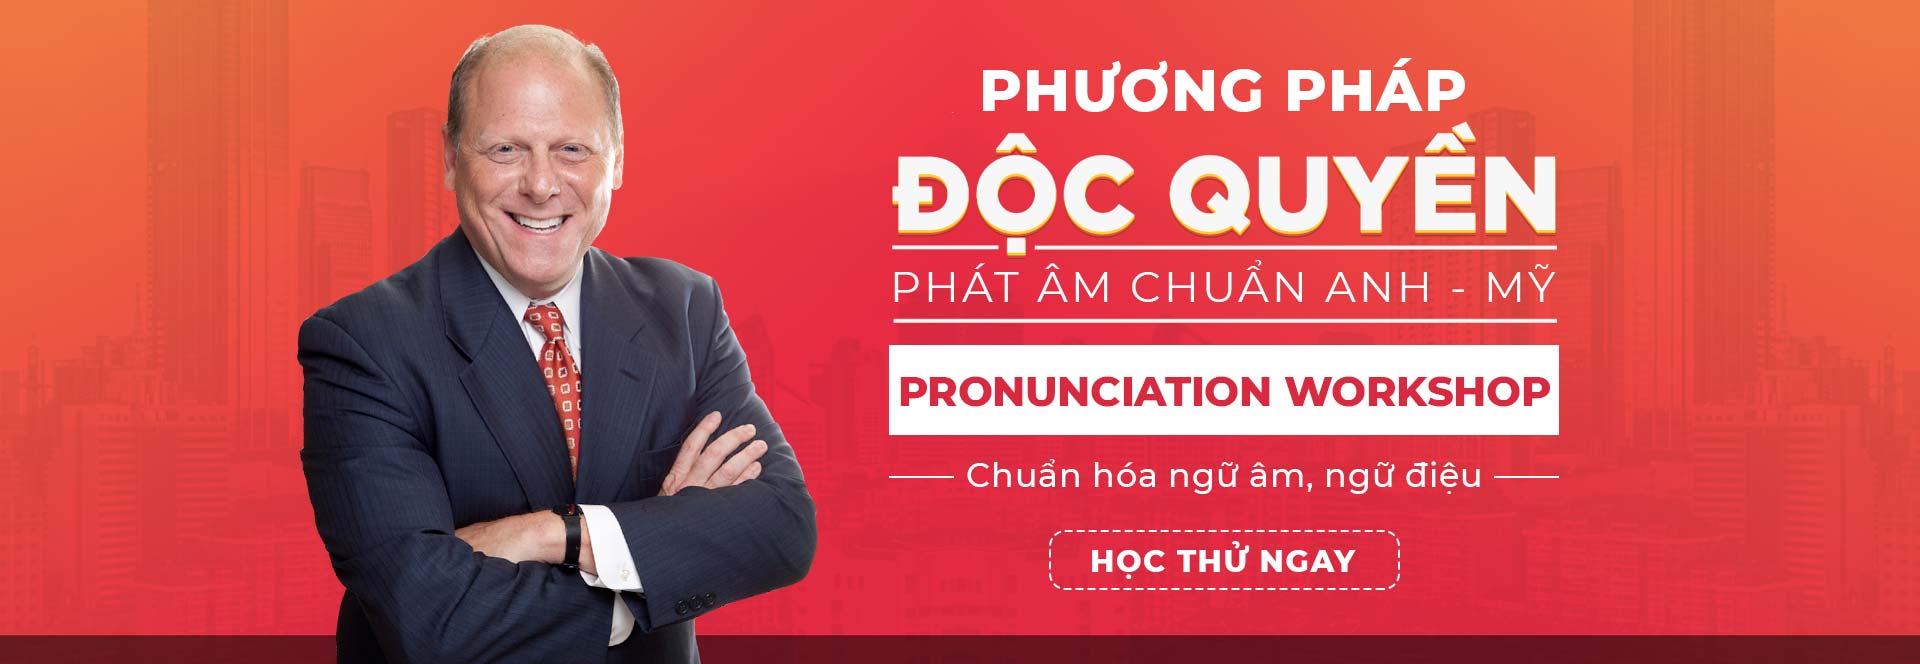 PHƯƠNG PHÁP
ĐỘC QUYỀN
PHÁT ÂM CHUẨN ANH - MỸ
PRONUNCIATION WORKSHOP
Chuẩn hóa ngữ âm, ngữ điệu
HỌC THỬ NGAY